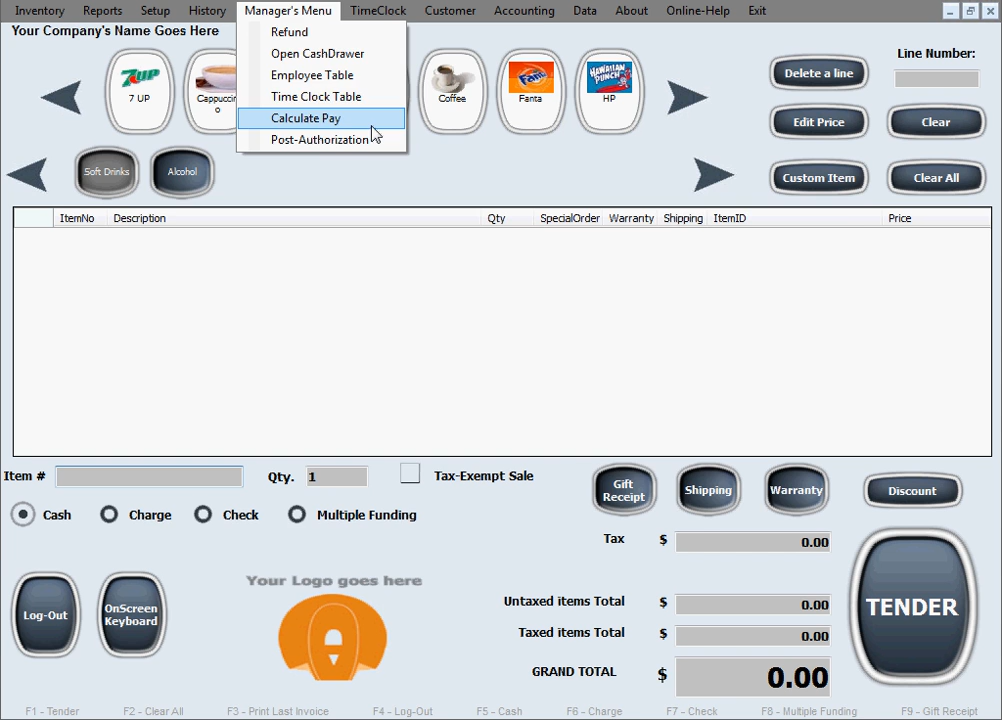 Inventory Reports Setup History Manager's Menu TimeClock Customer Accounting Data About Online-Help Exit
Your Company's Name Goes Here
Refund
Open CashDrawer
Employee Table
Time Clock Table
Calculate Pay
Post-Authorization
7UP
7 UP
Cappuccin
o
Coffee
Fanta
Fanta
HAWAIIAN
PUNCH
HP
Delete a line
Line Number:
Edit Price
Clear
Soft Drinks
Alcohol
Custom Item
Clear All
ItemNo Description Qty SpecialOrder Warranty Shipping ItemID Price
Item #
Qty. 1
Tax-Exempt Sale
Gift
Receipt
Shipping
Warranty
Discount
Cash Charge Check Multiple Funding
Tax $ 0.00
Log-Out
OnScreen
Keyboard
Your Logo goes here
Untaxed items Total $ 0.00
Taxed items Total $ 0.00
GRAND TOTAL $ 0.00
TENDER
F1 - Tender F2 - Clear All F3 - Print Last Invoice F4 - Log-Out F5 - Cash F6 - Charge F7 - Check F8 - Multiple Funding F9 - Gift Receipt